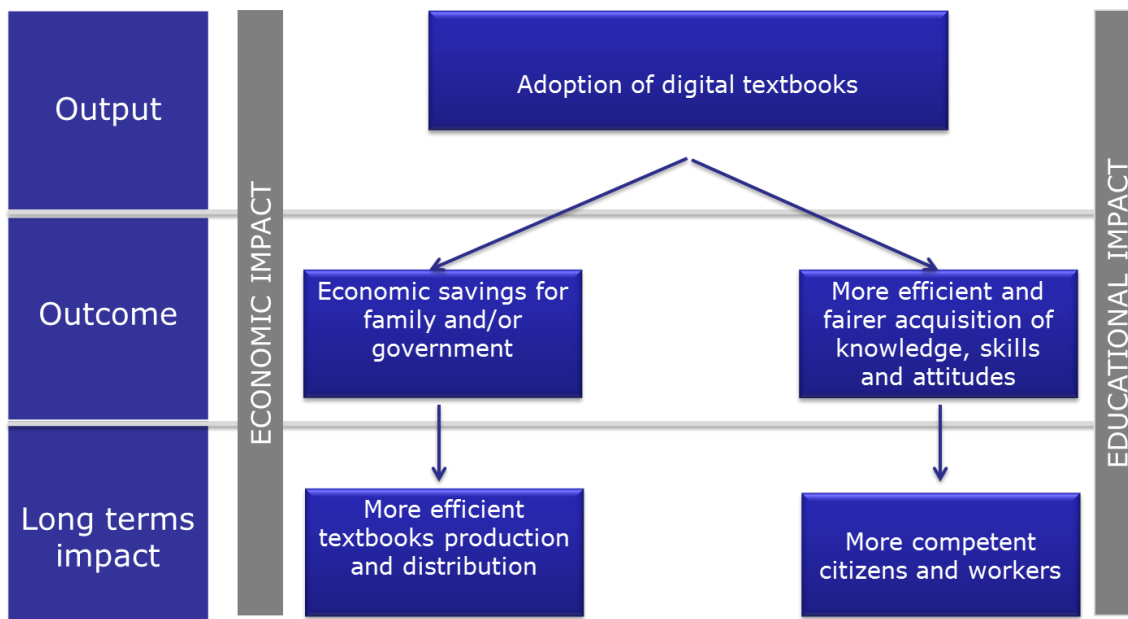 Output
Adoption of digital textbooks
ECONOMIC IMPACT
EDUCATIONAL IMPACT
Outcome
Economic savings for
family and/or
government
More efficient and
fairer acquisition of
knowledge, skills
and attitudes
Long terms
impact
More efficient
textbooks production
and distribution
More competent
citizens and workers